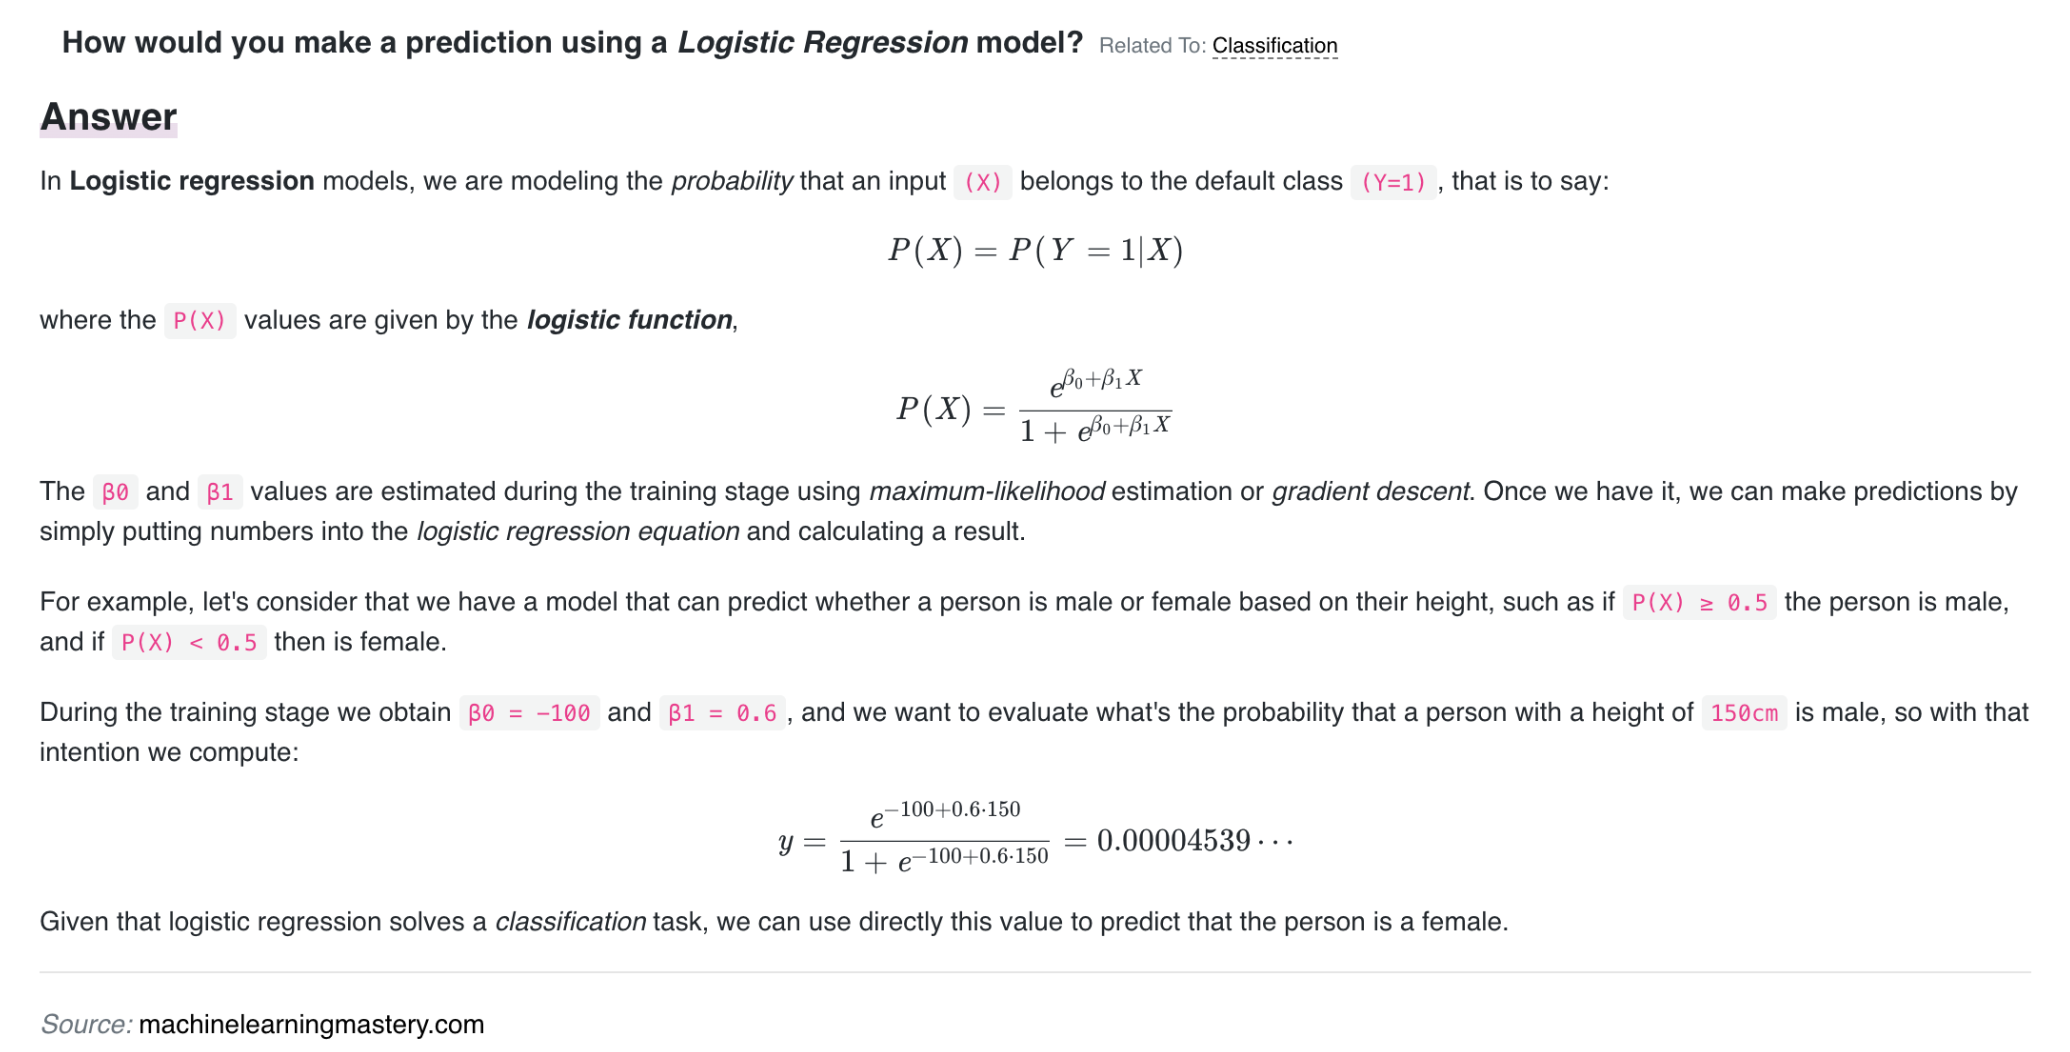 How would you make a prediction using a Logistic Regression model? Related To: Classification
Answer
In Logistic regression models, we are modeling the probability that an input (X) belongs to the default class (Y=1) , that is to say:
P(X) = P(Y = 1|X)
where the P(X) values are given by the logistic function,
P(X) = \frac{e^{β_0+β_1X}}{1 + e^{β_0+β_1X}}
The β0 and β1 values are estimated during the training stage using maximum-likelihood estimation or gradient descent. Once we have it, we can make predictions by
simply putting numbers into the logistic regression equation and calculating a result.
For example, let's consider that we have a model that can predict whether a person is male or female based on their height, such as if P(X) ≥ 0.5 the person is male,
and if P(X) < 0.5 then is female.
During the training stage we obtain β0 = -100 and β1 = 0.6 , and we want to evaluate what's the probability that a person with a height of 150cm is male, so with that
intention we compute:
y = \frac{e^{-100+0.6·150}}{1 + e^{-100+0.6·150}} = 0.00004539···
Given that logistic regression solves a classification task, we can use directly this value to predict that the person is a female.
Source: machinelearningmastery.com